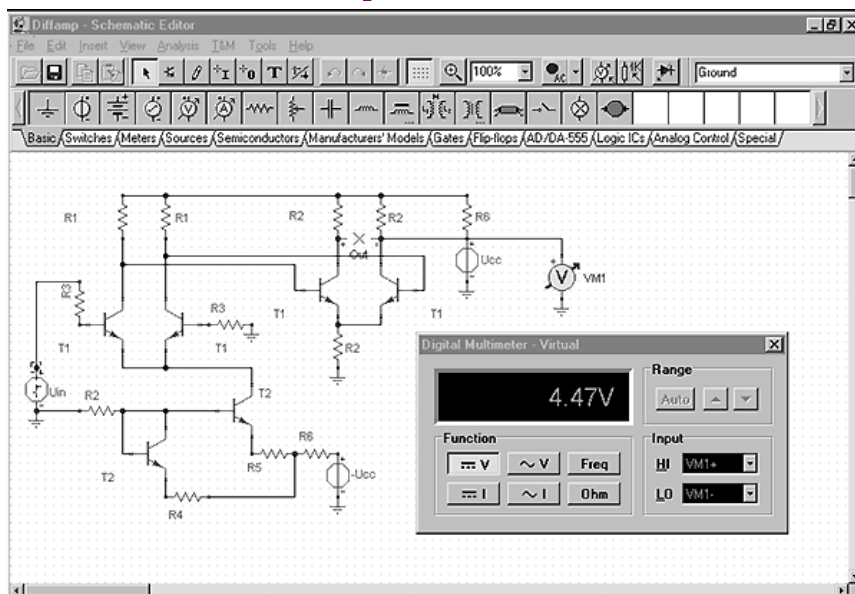 Diffamp - Schematic Editor
File Edit Insert View Analysis T&M Tools Help
T 100% AC Ground
Basic Switches Meters Sources Semiconductors Manufacturers' Models Gates Flip-flops AD/DA-555 Logic ICs Analog Control Special
R1 R1 R2 R2 R6
Out Ucc
VM1
R3 R3
T1 T1 T1 T1
R2
Uin R2 T2
T2 R5 R6 -Ucc
R4
Digital Multimeter - Virtual
4.47V
Range
Auto
Function
V V Freq
I I Ohm
Input
HI VM1+
LO VM1-